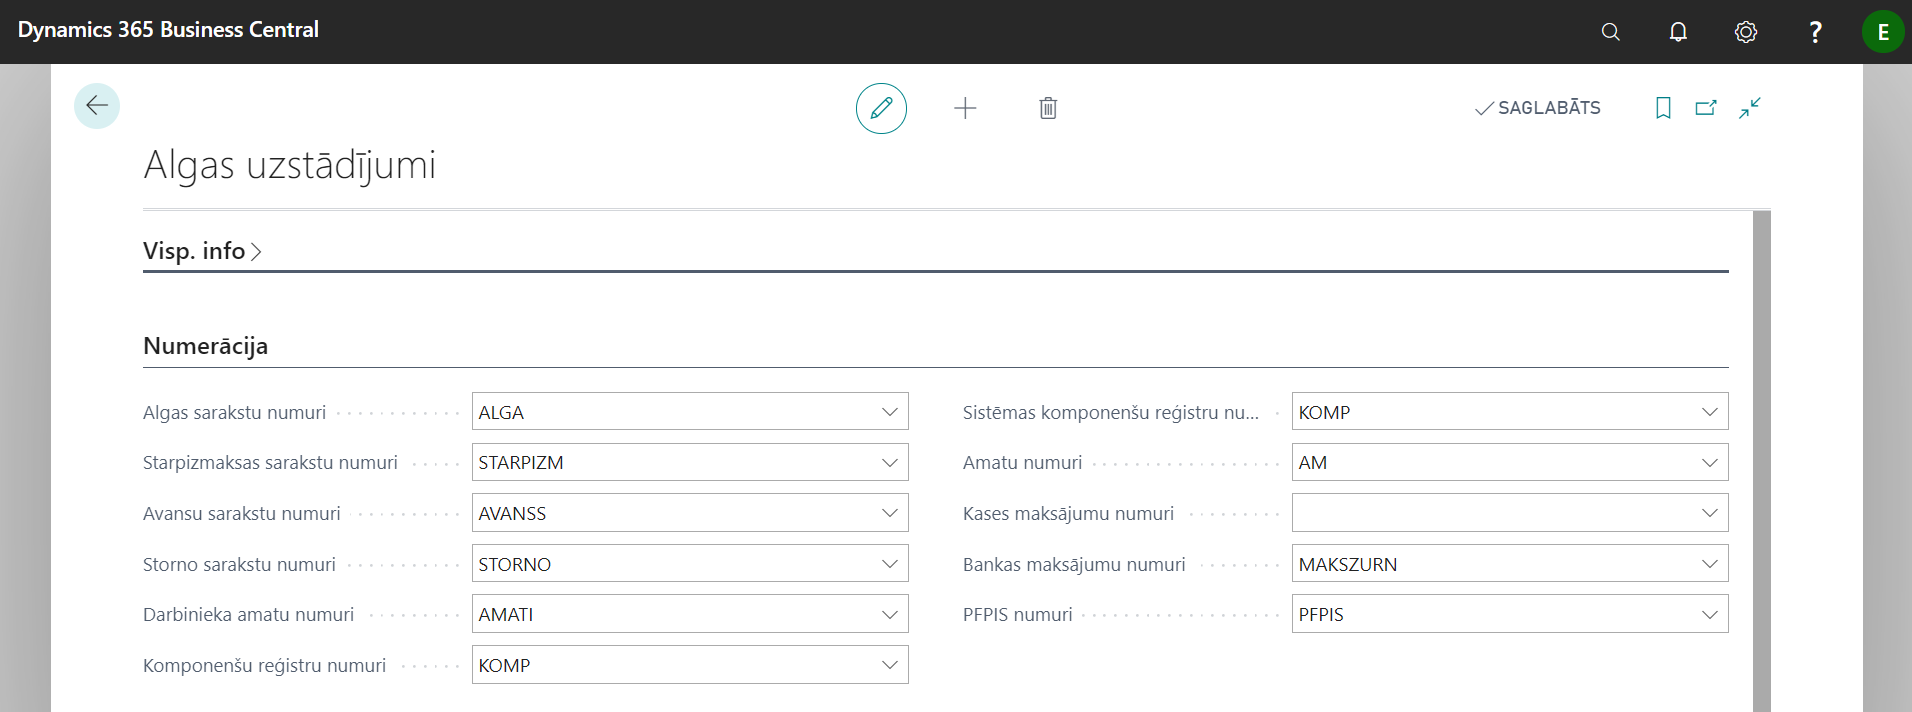 Dynamics 365 Business Central
?
E
SAGLABĀTS
Algas uzstādījumi
Visp. info
Numerācija
Algas sarakstu numuri ALGA
Starpizmaksas sarakstu numuri STARPIZM
Avansu sarakstu numuri AVANSS
Storno sarakstu numuri STORNO
Darbinieka amatu numuri AMATI
Komponenšu reģistru numuri KOMP
Sistēmas komponenšu reģistru nu... KOMP
Amatu numuri AM
Kases maksājumu numuri
Bankas maksājumu numuri MAKSZURN
PFPIS numuri PFPIS